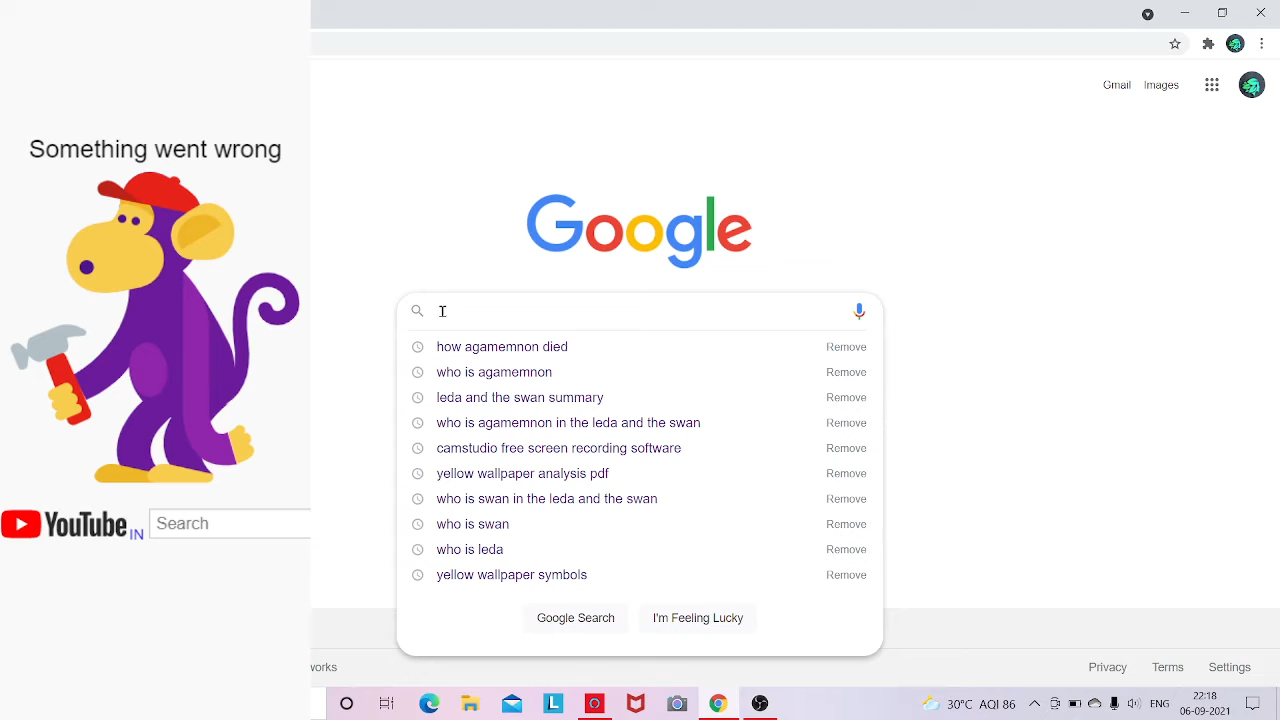 Something went wrong
YouTube IN
Search
Gmail Images
Google
how agamemnon died Remove
who is agamemnon Remove
leda and the swan summary Remove
who is agamemnon in the leda and the swan Remove
camstudio free screen recording software Remove
yellow wallpaper analysis pdf Remove
who is swan in the leda and the swan Remove
who is swan Remove
who is leda Remove
yellow wallpaper symbols Remove
Google Search I'm Feeling Lucky
works Privacy Terms Settings
L
30°C AQI 86 ENG 22:18
06-08-2021